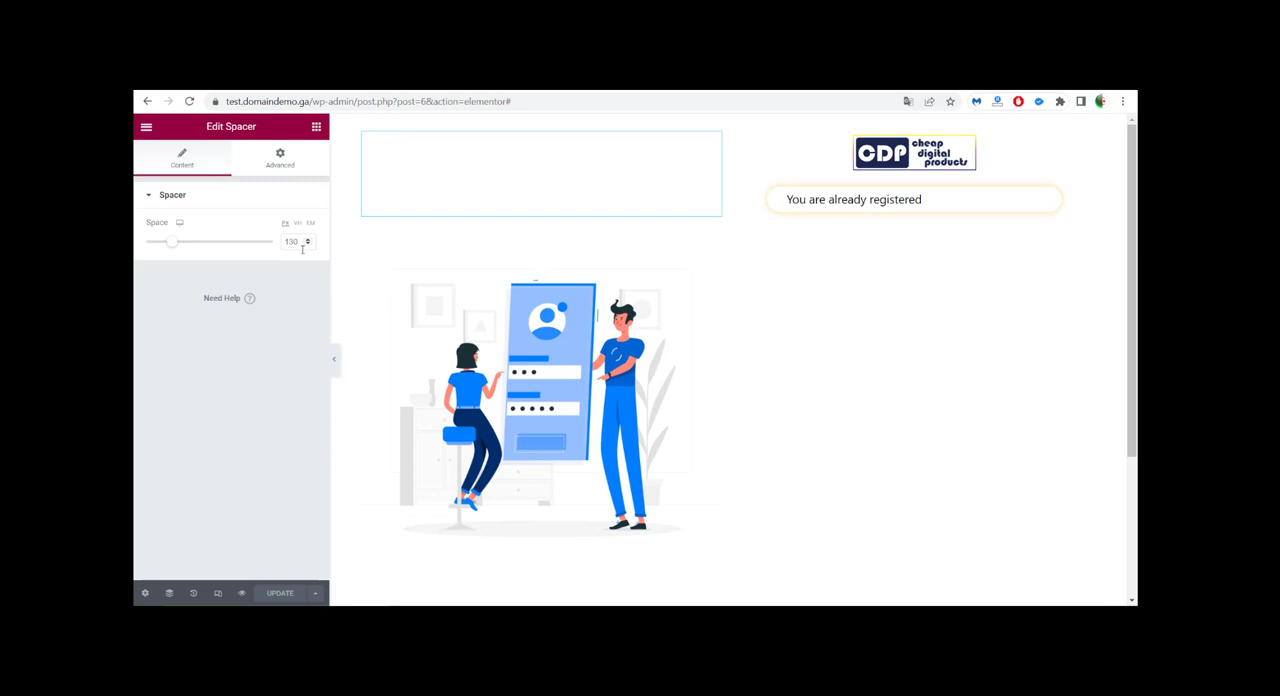 test.domaindemo.ga/wp-admin/post.php?post=6&action=elementor#
Edit Spacer
Content
Advanced
Spacer
Space
PX VH EM
130
Need Help
?
UPDATE
CDP cheap digital products
You are already registered